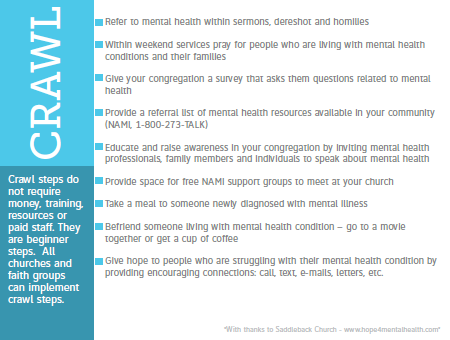 CRAWL
Crawl steps do
not require
money, training,
resources or
paid staff. They
are beginner
steps. All
churches and
faith groups
can implement
crawl steps.
Refer to mental health within sermons, dereshot and homilies
Within weekend services pray for people who are living with mental health
conditions and their families
Give your congregation a survey that asks them questions related to mental
health
Provide a referral list of mental health resources available in your community
(NAMI, 1-800-273-TALK)
Educate and raise awareness in your congregation by inviting mental health
professionals, family members and individuals to speak about mental health
Provide space for free NAMI support groups to meet at your church
Take a meal to someone newly diagnosed with mental illness
Befriend someone living with mental health condition – go to a movie
together or get a cup of coffee
Give hope to people who are struggling with their mental health condition by
providing encouraging connections: call, text, e-mails, letters, etc.
*With thanks to Saddleback Church - www.hope4mentalhealth.com*